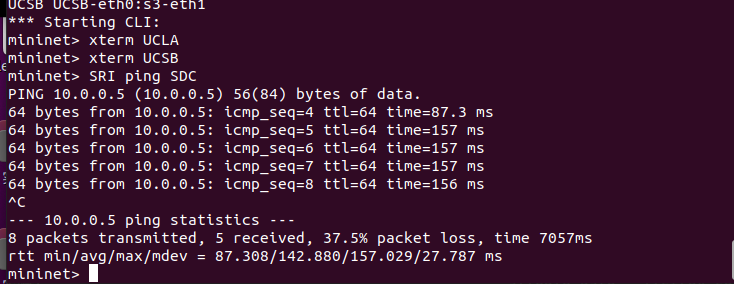 UCSB UCSB-eth0:s3-eth1
*** Starting CLI:
mininet> xterm UCLA
mininet> xterm UCSB
mininet> SRI ping SDC
PING 10.0.0.5 (10.0.0.5) 56(84) bytes of data.
64 bytes from 10.0.0.5: icmp_seq=4 ttl=64 time=87.3 ms
64 bytes from 10.0.0.5: icmp_seq=5 ttl=64 time=157 ms
64 bytes from 10.0.0.5: icmp_seq=6 ttl=64 time=157 ms
64 bytes from 10.0.0.5: icmp_seq=7 ttl=64 time=157 ms
64 bytes from 10.0.0.5: icmp_seq=8 ttl=64 time=156 ms
^C
--- 10.0.0.5 ping statistics ---
8 packets transmitted, 5 received, 37.5% packet loss, time 7057ms
rtt min/avg/max/mdev = 87.308/142.880/157.029/27.787 ms
mininet>